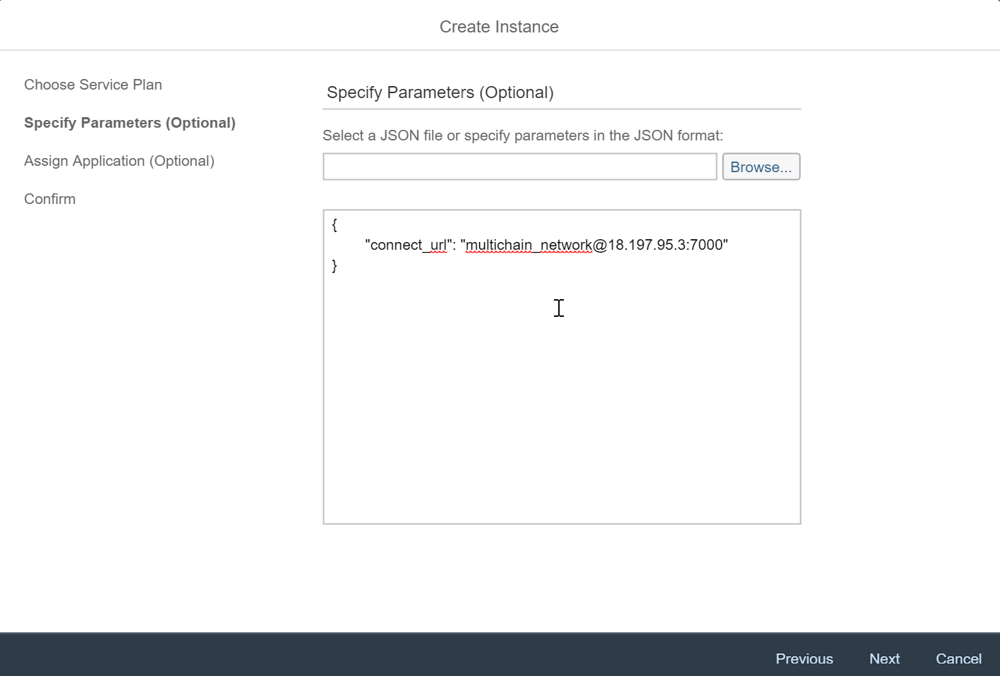 Create Instance
Choose Service Plan
Specify Parameters (Optional)
Assign Application (Optional)
Confirm
Specify Parameters (Optional)
Select a JSON file or specify parameters in the JSON format:
Browse...
{
"connect_url": "multichain_network@18.197.95.3:7000"
}
Previous
Next
Cancel